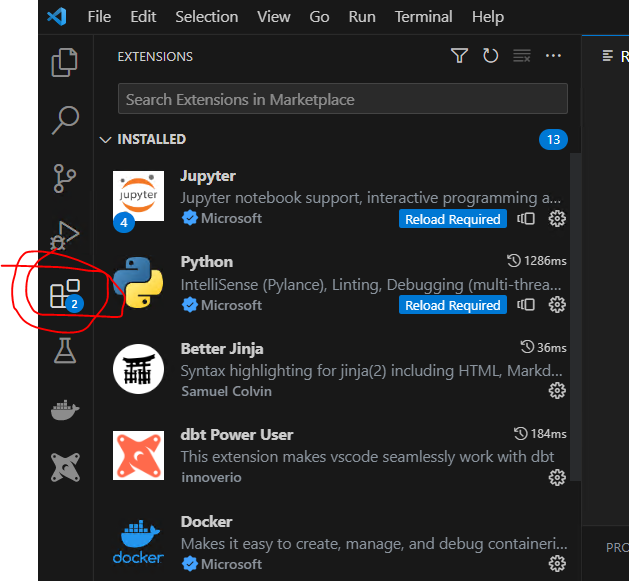 File Edit Selection View Go Run Terminal Help
EXTENSIONS
R
Search Extensions in Marketplace
INSTALLED 13
Jupyter
jupyter
Jupyter notebook support, interactive programming a...
4
Microsoft Reload Required
Python 1286ms
IntelliSense (Pylance), Linting, Debugging (multi-threa...
2
Microsoft Reload Required
Better Jinja 36ms
Syntax highlighting for jinja(2) including HTML, Markd...
Samuel Colvin
dbt Power User 184ms
This extension makes vscode seamlessly work with dbt
innoverio
Docker
Makes it easy to create, manage, and debug containeri...
docker
Microsoft
PRO